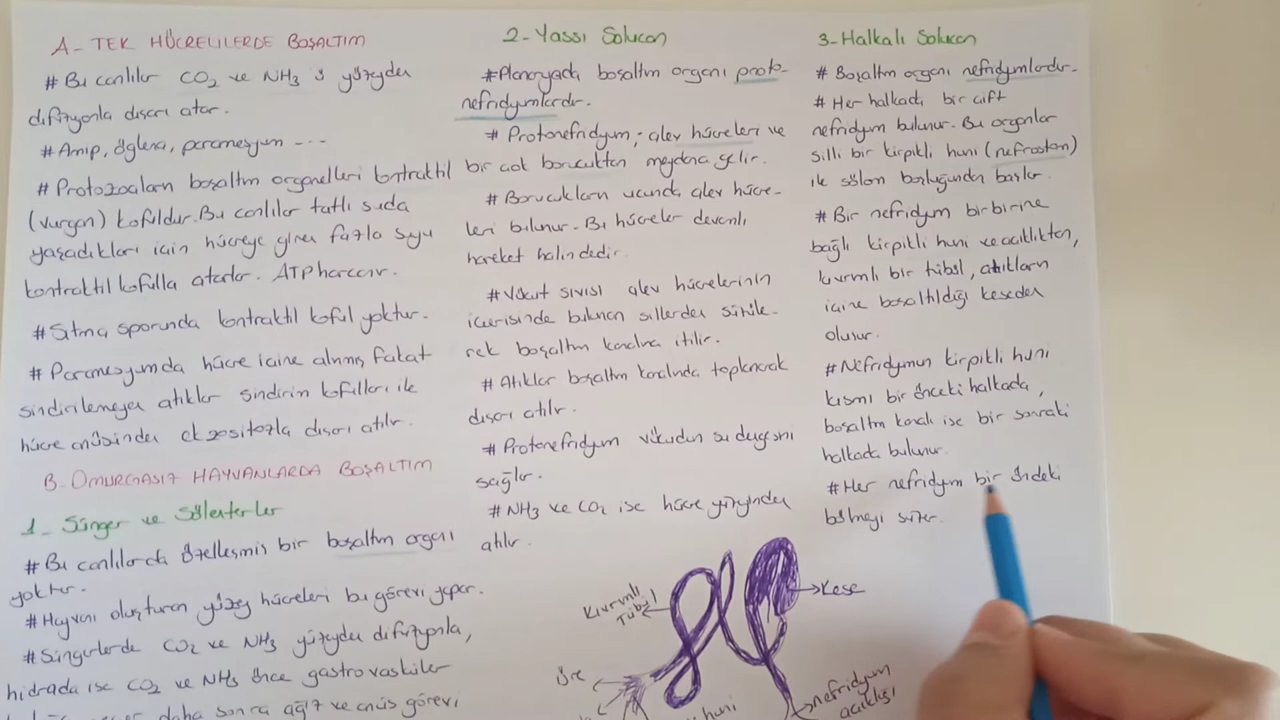 A- TEK HÜCRELİLERDE BOŞALTIM
# Bu canlılar CO2 ve NH3 ü yüzeyden
difüzyonla dışarı atar.
# Amip, öglena, paramesyum ---
# Protozoaların boşaltım organelleri kontraktil
(vurgan) kofuldur. Bu canlılar tatlı suda
yaşadıkları için hücreye giren fazla suyu
kontraktil kofulla atarlar. ATP harcanır.
# Sıtma sporunda kontraktil koful yoktur.
# Paramesyumda hücre içine alınmış fakat
sindirilemeyen atıklar sindirim kofulları ile
hücre anüsünden ekzositozla dışarı atılır.
B- OMURGASIZ HAYVANLARDA BOŞALTIM
1- Sünger ve Sölenterler
# Bu canlılarda özelleşmiş bir boşaltım organı
yoktur.
# Hayvanı oluşturan yüzey hücreleri bu görevi yapar.
# Süngerlerde CO2 ve NH3 yüzeyden difüzyonla,
hidrada ise CO2 ve NH3 önce gastrovasküler
daha sonra ağız ve anüs görevi
2- Yassı Solucan
# Planaryada boşaltım organı proto-
nefridyumlardır.
# Protonefridyum; alev hücreleri ve
bir çok borucuktan meydana gelir.
# Borucukların ucunda alev hücre-
leri bulunur. Bu hücreler devamlı
hareket halindedir.
# Vücut sıvısı alev hücrelerinin
içerisinde bulunan sillerden sürüle-
rek boşaltım kanalına itilir.
# Atıklar boşaltım kanalında toplanarak
dışarı atılır.
# Protonefridyum vücudun su dengesini
sağlar.
# NH3 ve CO2 ise hücre yüzeyinden
atılır.
3- Halkalı Solucan
# Boşaltım organı nefridyumlardır.
# Her halkada bir çift
nefridyum bulunur. Bu organlar
silli bir kirpikli huni (nefrostom)
ile sölom boşluğundan başlar.
# Bir nefridyum birbirine
bağlı kirpikli huni ve açıklıktan,
kıvrımlı bir tübül, atıkların
içine boşaltıldığı keseden
oluşur.
# Nefridyumun kirpikli huni
kısmı bir önceki halkada,
boşaltım kanalı ise bir sonraki
halkada bulunur.
# Her nefridyum bir öndeki
bölmeyi süzer.
Kıvrımlı
Tübül
Kese
huni
nefridyum
açıklığı